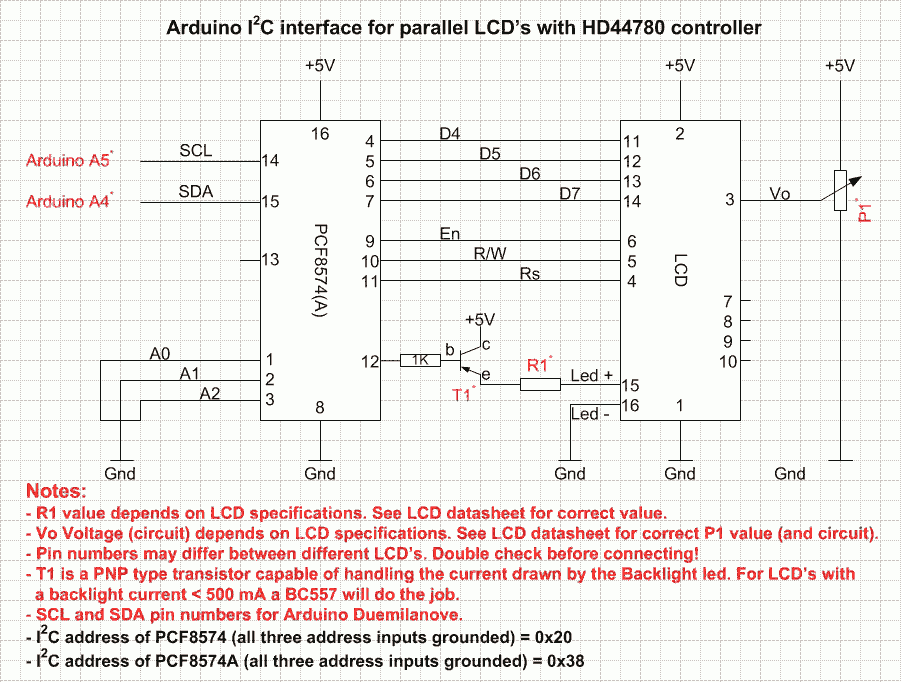 Arduino I2C interface for parallel LCD's with HD44780 controller
+5V
+5V
+5V
16
2
4
D4
11
Arduino A5*
SCL
14
5
D5
12
6
D6
13
Arduino A4*
SDA
15
7
D7
14
3
Vo
P1*
9
En
6
13
10
R/W
5
11
Rs
4
PCF8574(A)
LCD
7
8
9
10
+5V
A0
1
12
1K
b
c
e
T1*
R1*
Led +
15
A1
2
A2
3
8
16
Led -
1
Gnd
Gnd
Gnd
Gnd
Gnd
Notes:
- R1 value depends on LCD specifications. See LCD datasheet for correct value.
- Vo Voltage (circuit) depends on LCD specifications. See LCD datasheet for correct P1 value (and circuit).
- Pin numbers may differ between different LCD's. Double check before connecting!
- T1 is a PNP type transistor capable of handling the current drawn by the Backlight led. For LCD's with
a backlight current < 500 mA a BC557 will do the job.
- SCL and SDA pin numbers for Arduino Duemilanove.
- I2C address of PCF8574 (all three address inputs grounded) = 0x20
- I2C address of PCF8574A (all three address inputs grounded) = 0x38